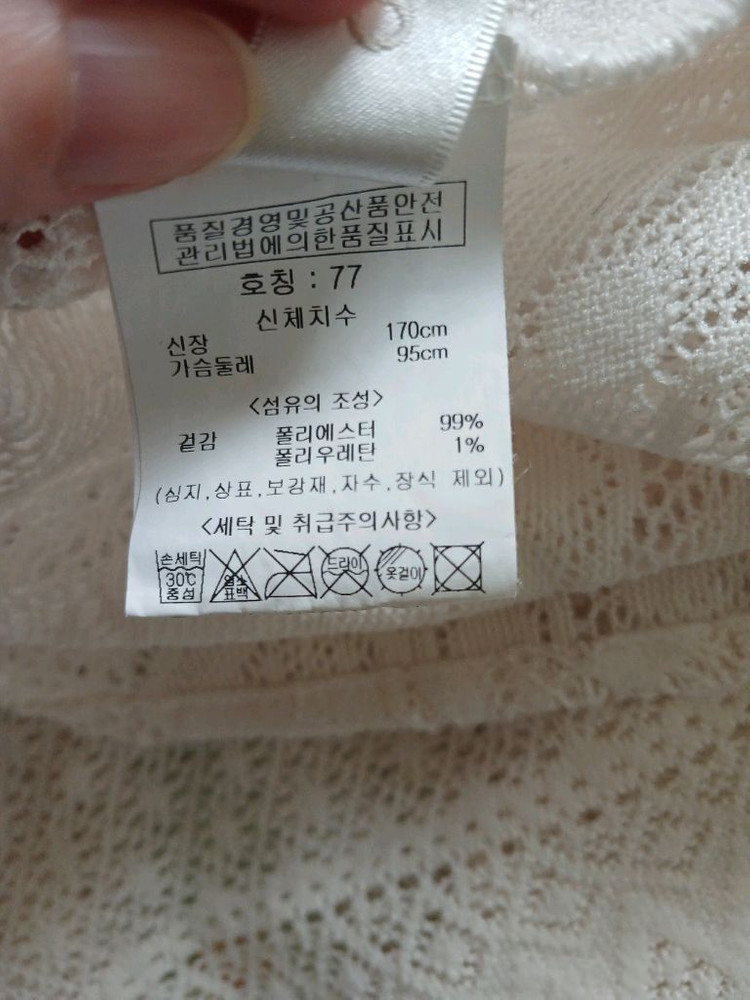 품질경영및공산품안전
관리법에의한품질표시
호칭 : 77
신체치수
신장 170cm
가슴둘레 95cm
<섬유의 조성>
겉감 폴리에스터 99%
폴리우레탄 1%
(심지,상표,보강재,자수,장식 제외)
<세탁 및 취급주의사항>
손세탁 30℃ 중성
염소 표백
드라이
옷걸이